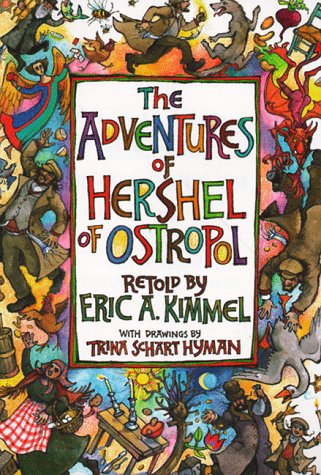 THE
ADVENTURES
OF
HERSHEL
OF OSTROPOL
RETOLD BY
ERIC A. KIMMEL
WITH DRAWINGS BY
TRINA SCHART HYMAN